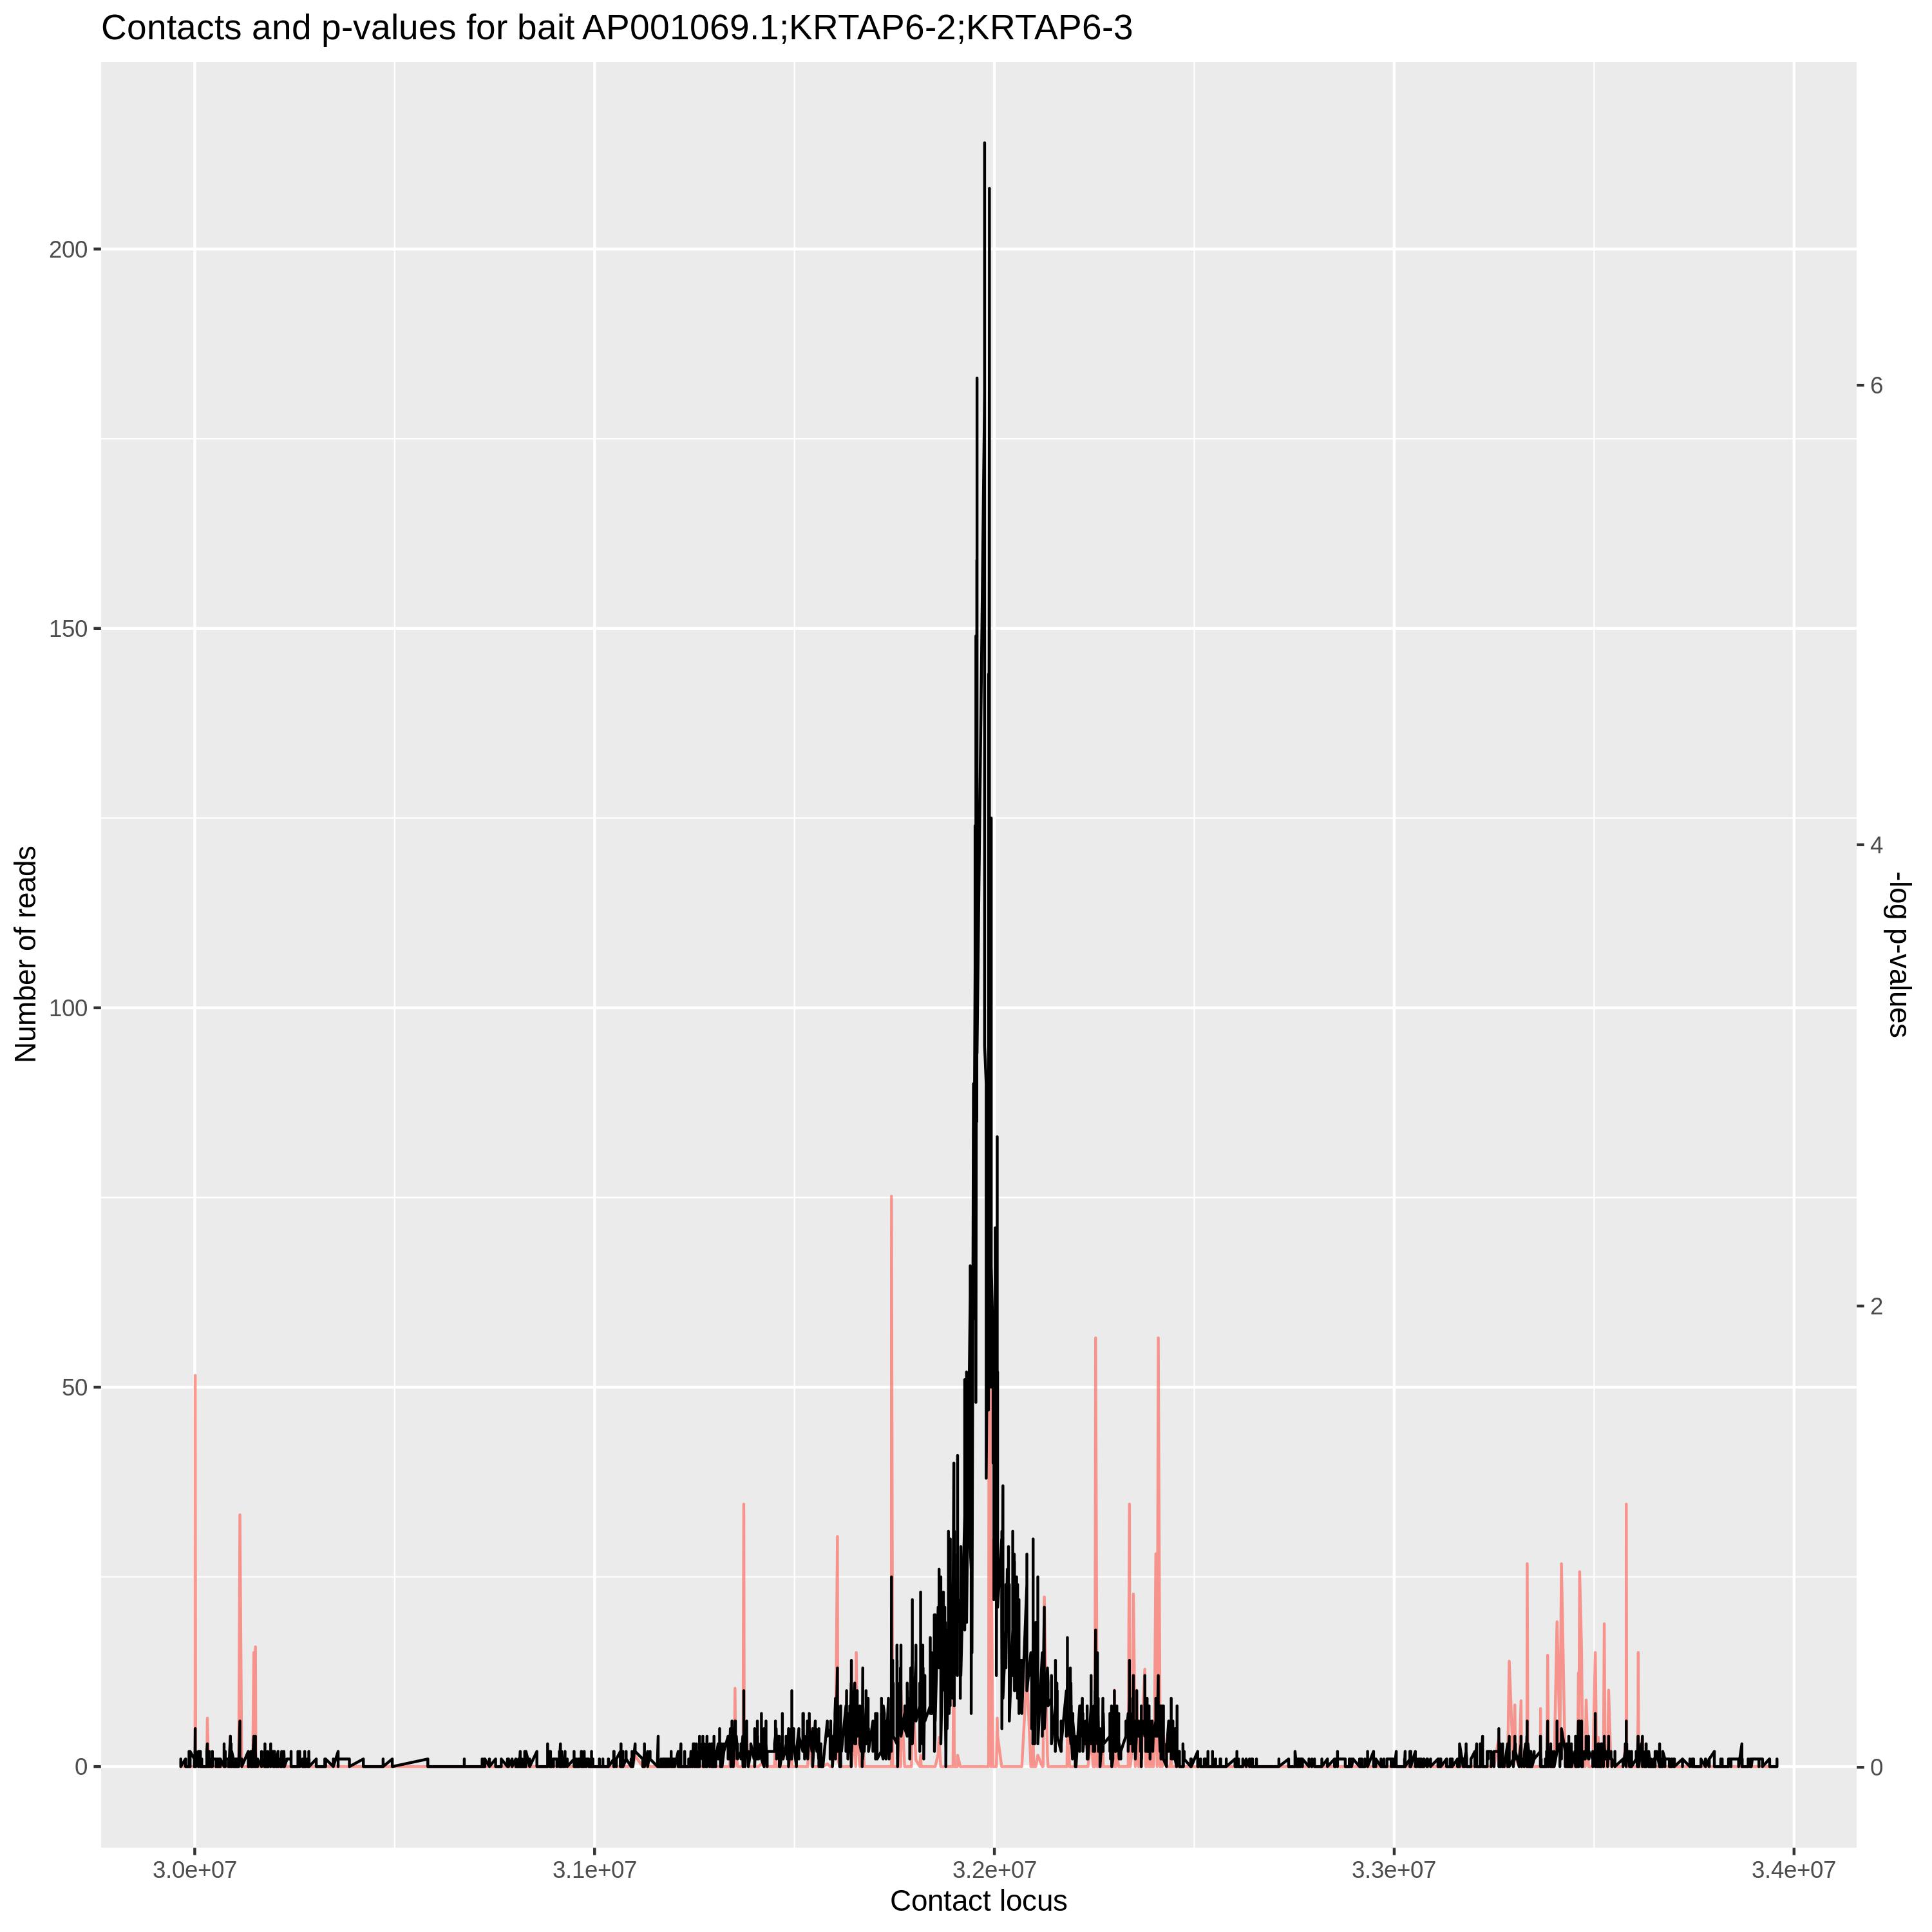 Contacts and p-values for bait AP001069.1;KRTAP6-2;KRTAP6-3
200
150
100
50
0
Number of reads
6
4
2
0
-log p-values
3.0e+07
3.1e+07
3.2e+07
3.3e+07
3.4e+07
Contact locus